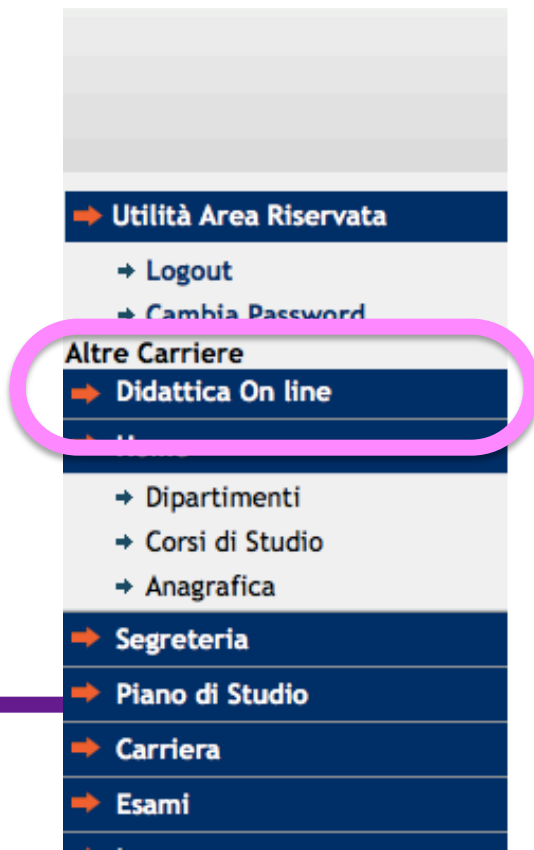 Utilità Area Riservata
Logout
Cambia Password
Altre Carriere
Didattica On line
Dipartimenti
Corsi di Studio
Anagrafica
Segreteria
Piano di Studio
Carriera
Esami